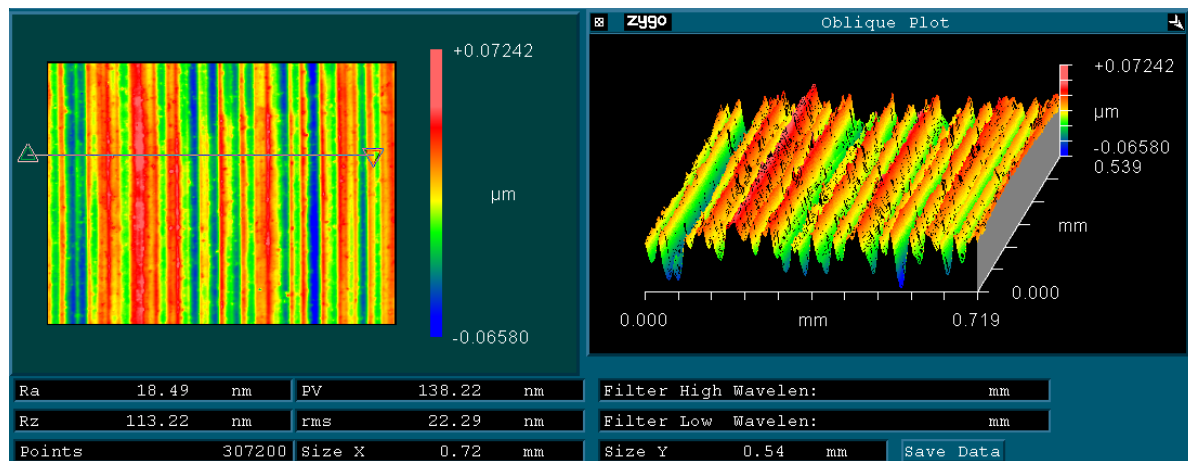 +0.07242
µm
-0.06580
zygo Oblique Plot
+0.07242
µm
-0.06580
0.539
mm
0.000
0.000 mm 0.719
Ra 18.49 nm PV 138.22 nm Filter High Wavelen: mm
Rz 113.22 nm rms 22.29 nm Filter Low Wavelen: mm
Points 307200 Size X 0.72 mm Size Y 0.54 mm Save Data